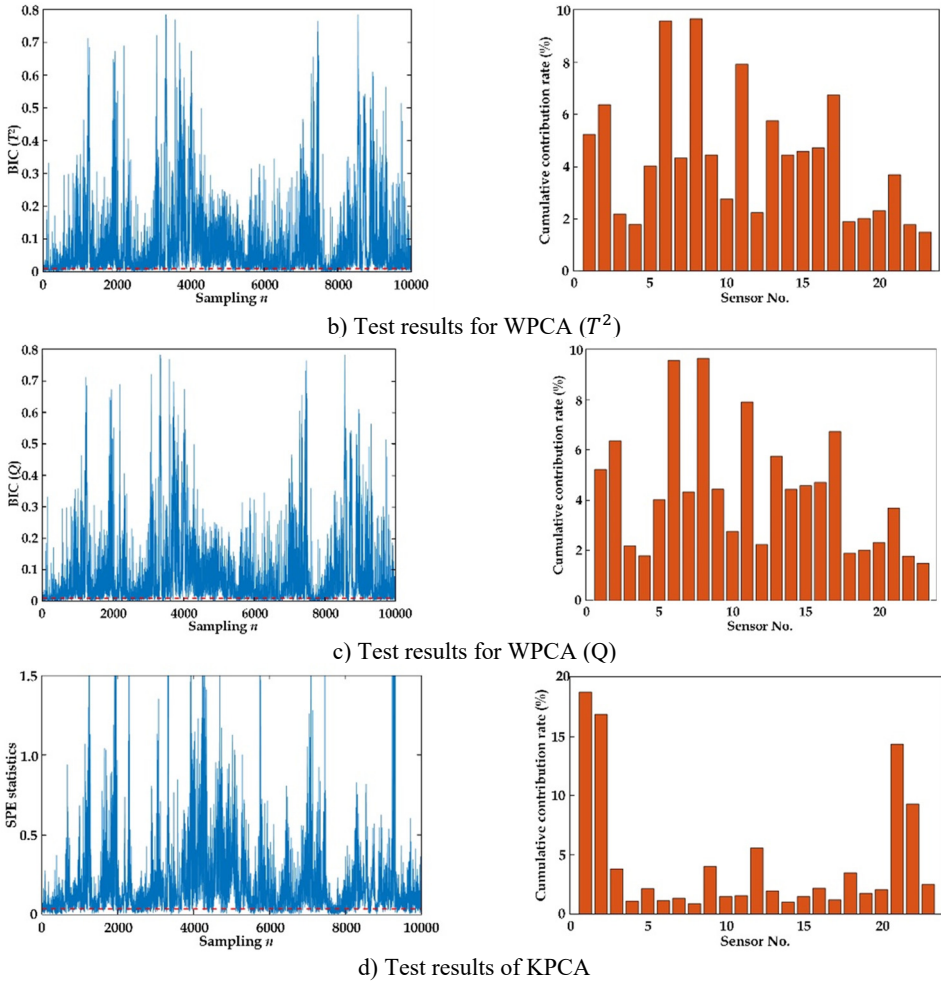 0.8
0.7
0.6
0.5
0.4
0.3
0.2
0.1
0
BIC (T²)
0 2000 4000 6000 8000 10000
Sampling n
10
8
6
4
2
0
Cumulative contribution rate (%)
0 5 10 15 20
Sensor No.
b) Test results for WPCA (T²)
0.8
0.7
0.6
0.5
0.4
0.3
0.2
0.1
0
BIC (Q)
0 2000 4000 6000 8000 10000
Sampling n
10
8
6
4
2
0
Cumulative contribution rate (%)
0 5 10 15 20
Sensor No.
c) Test results for WPCA (Q)
1.5
1.0
0.5
0
SPE statistics
0 2000 4000 6000 8000 10000
Sampling n
20
15
10
5
0
Cumulative contribution rate (%)
0 5 10 15 20
Sensor No.
d) Test results of KPCA